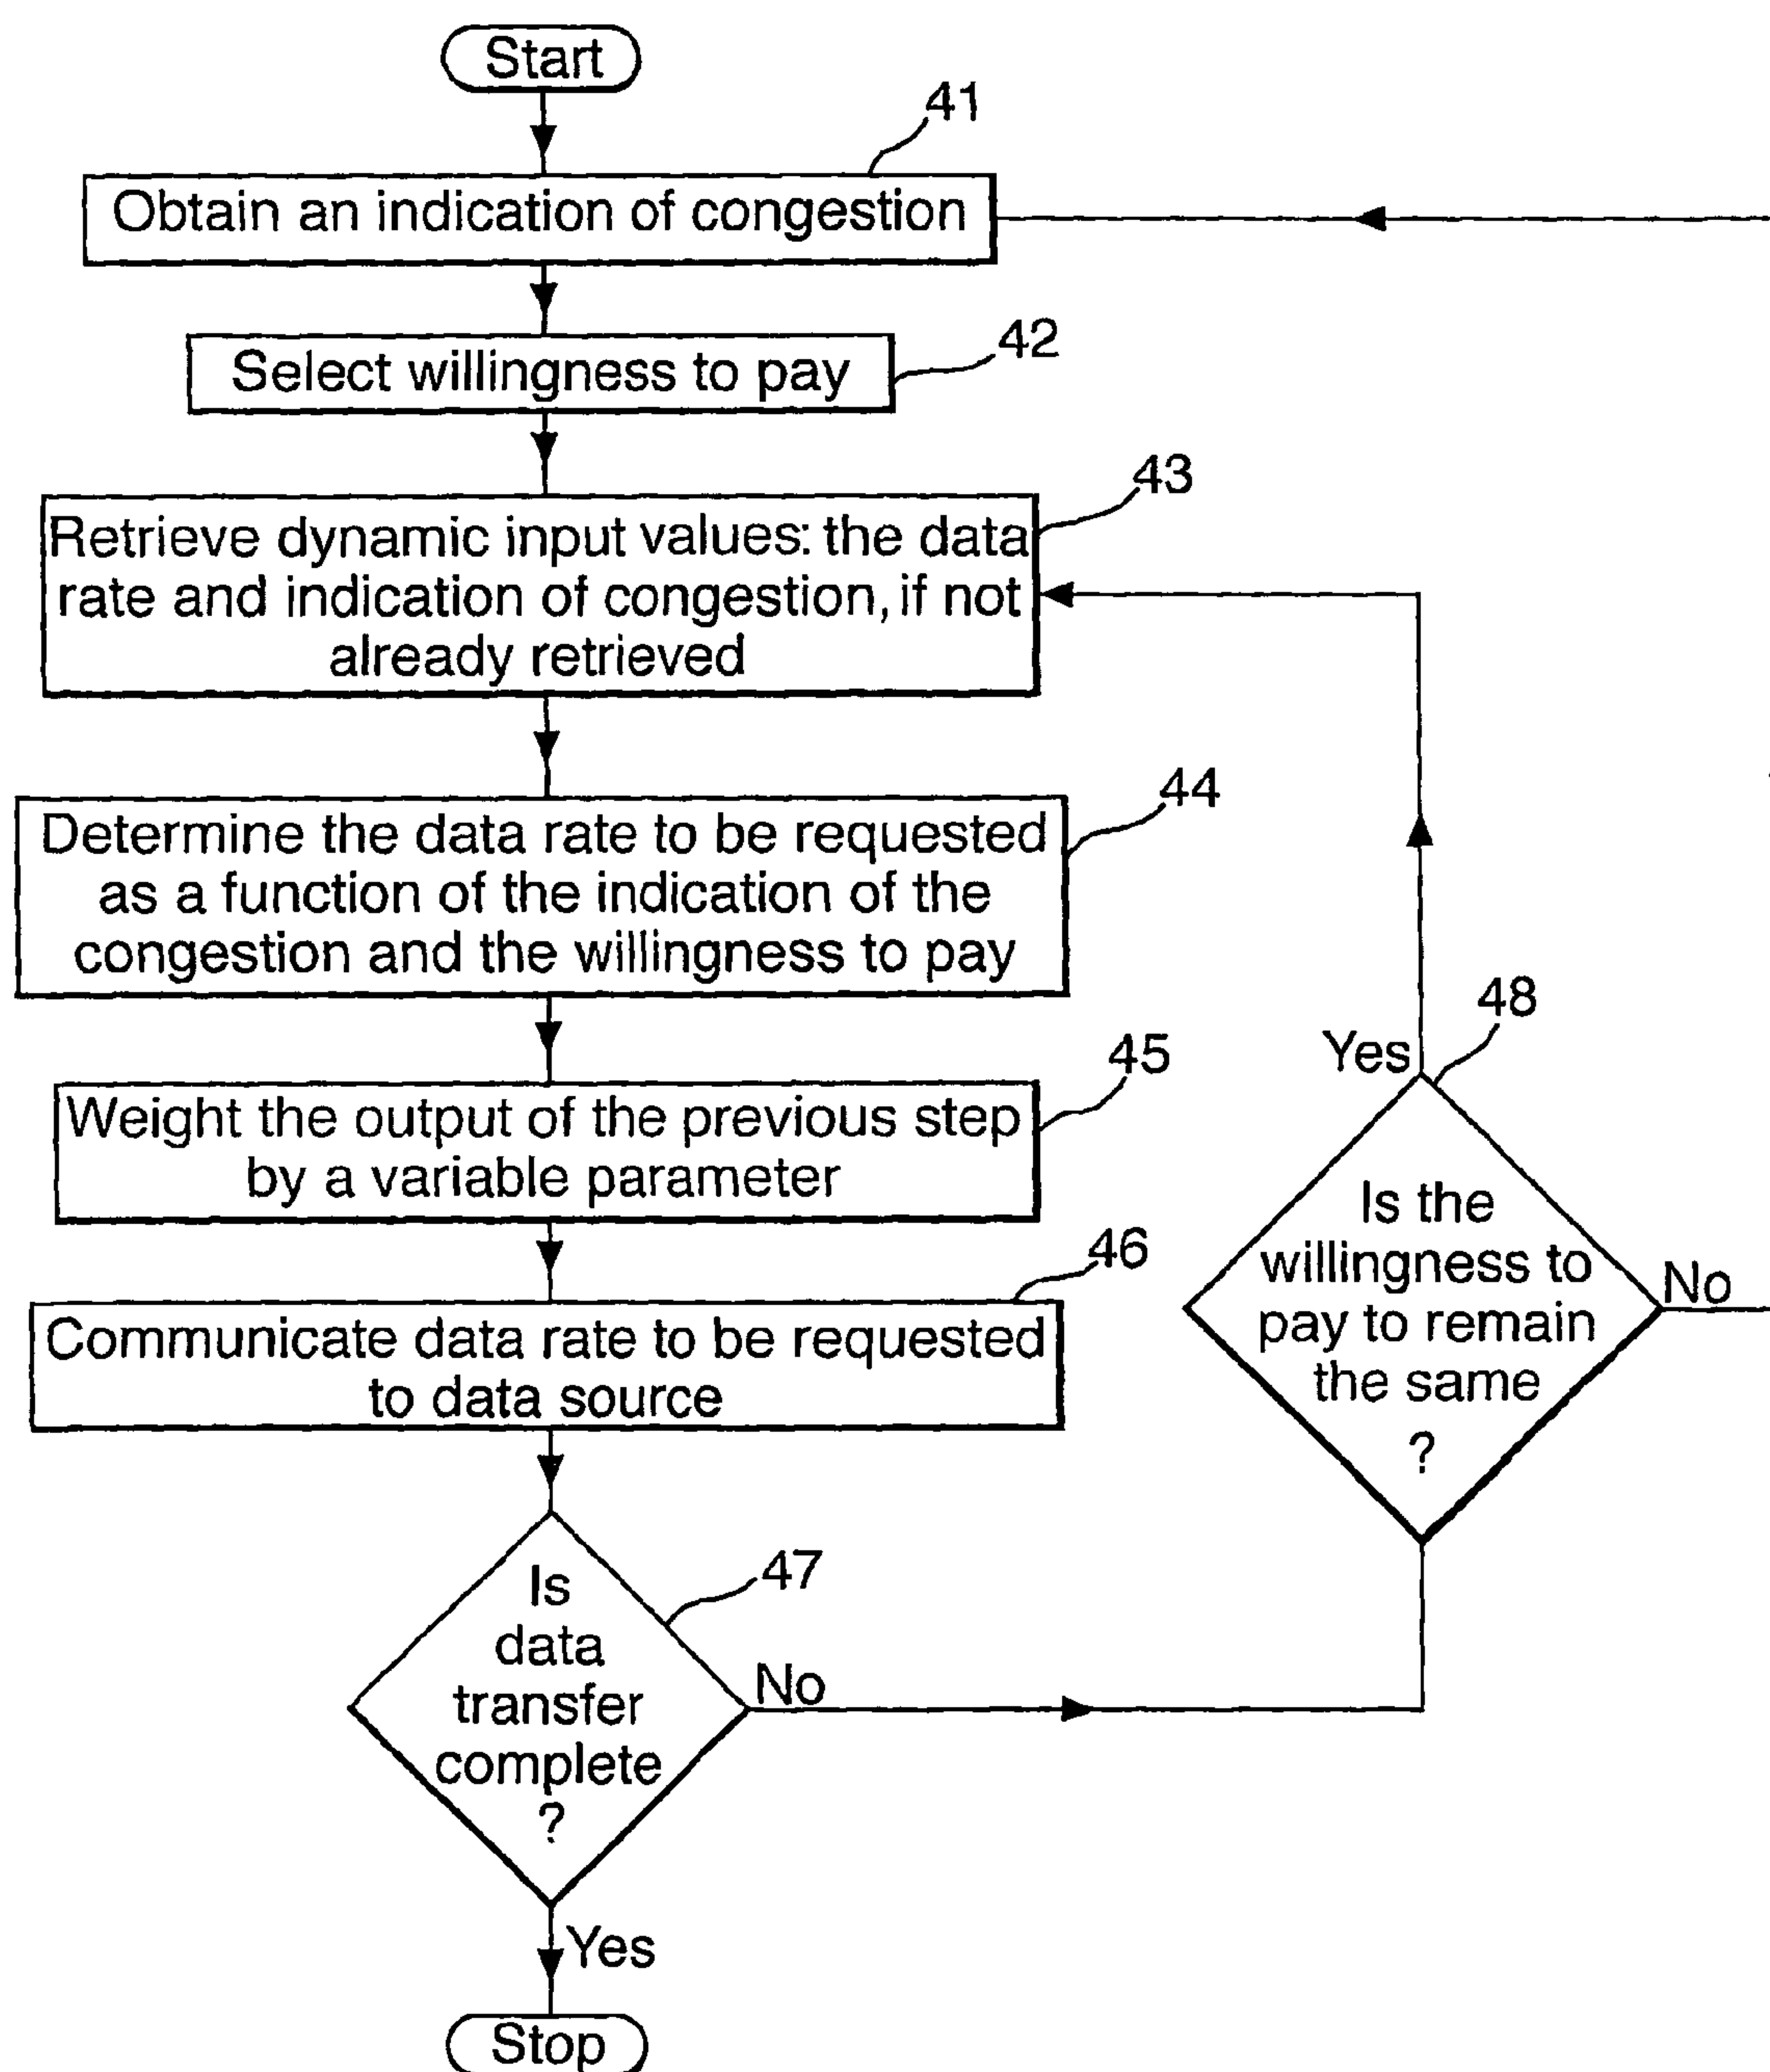 Start
41
Obtain an indication of congestion
42
Select willingness to pay
43
Retrieve dynamic input values: the data
rate and indication of congestion, if not
already retrieved
44
Determine the data rate to be requested
as a function of the indication of the
congestion and the willingness to pay
45
Weight the output of the previous step
by a variable parameter
46
Communicate data rate to be requested
to data source
47
Is
data
transfer
complete
?
No
Yes
Stop
48
Yes
Is the
willingness to
pay to remain
the same
?
No